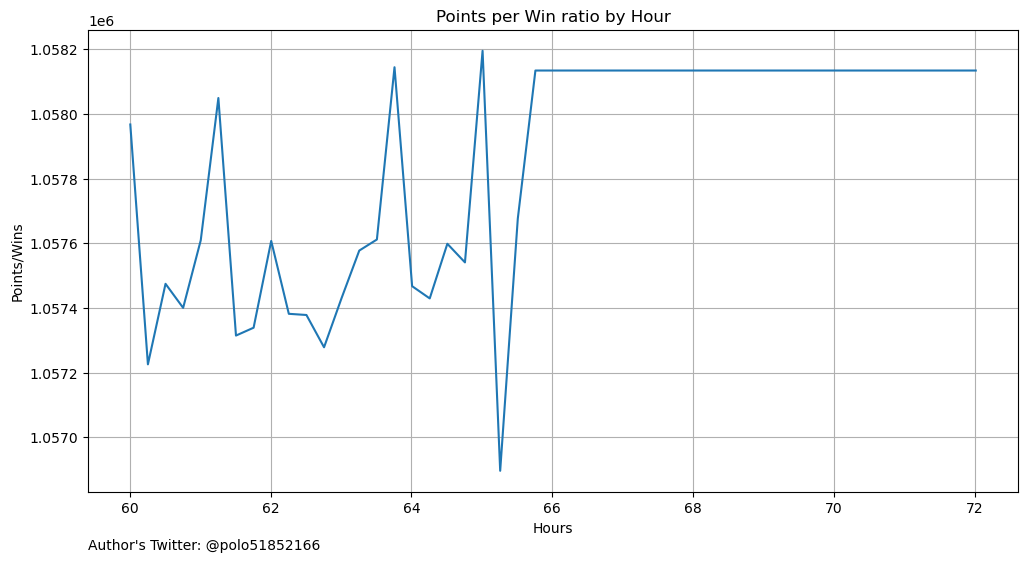 Points per Win ratio by Hour
1e6
1.0582
1.0580
1.0578
1.0576
1.0574
1.0572
1.0570
Points/Wins
60 62 64 66 68 70 72
Hours
Author's Twitter: @polo51852166